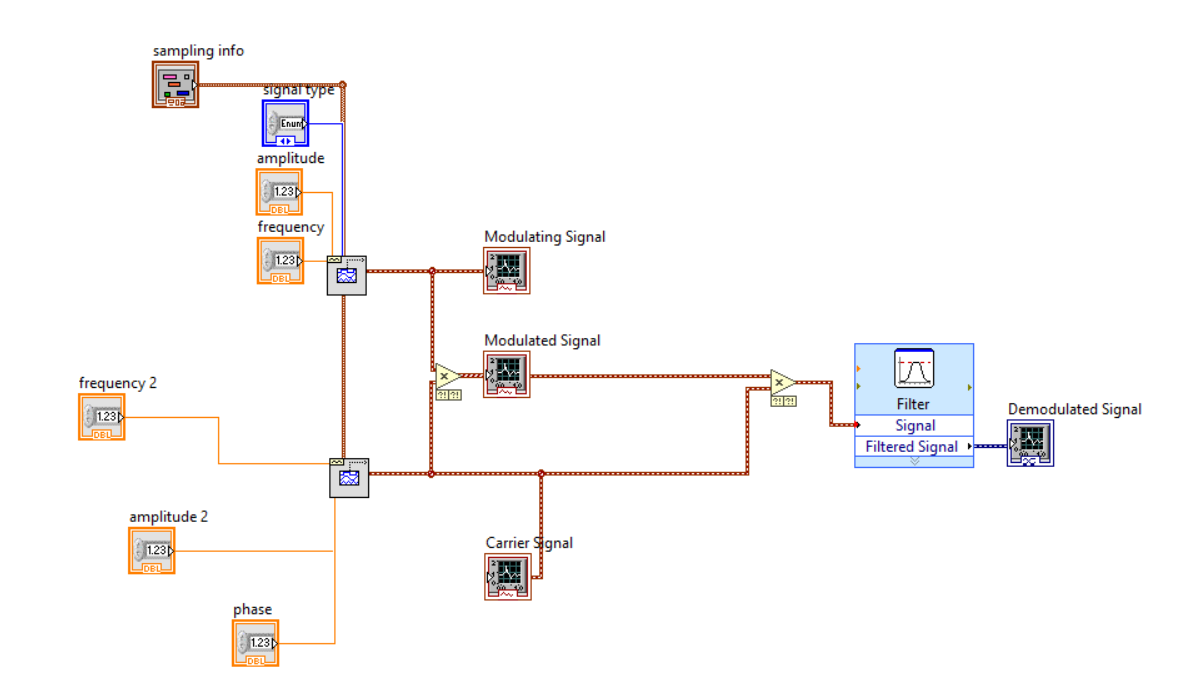 sampling info
signal type
Enum
amplitude
1.23
DBL
frequency
1.23
DBL
Modulating Signal
Modulated Signal
frequency 2
1.23
DBL
Filter
Signal
Filtered Signal
Demodulated Signal
amplitude 2
1.23
DBL
Carrier Signal
phase
1.23
DBL